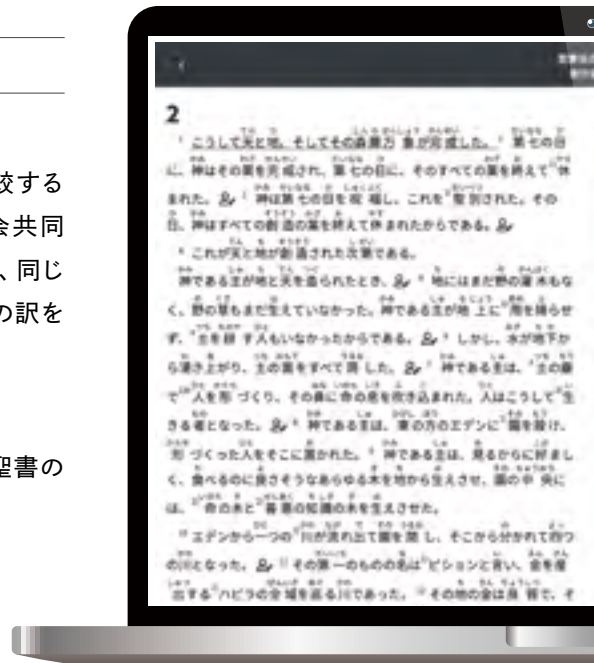 較する
会共同
、同じ
の訳を
聖書の
2
1 こうして天と地、そしてその森羅万象が完成した。2 第七の日
に、神はその業を完成され、第七の日に、そのすべての業を終えて休
まれた。3 神は第七の日を祝福し、これを聖別された。その
日、神はすべての創造の業を終えて休まれたからである。
4 これが天と地が創造された次第である。
神である主が地と天を造られたとき、5 地にはまだ野の灌木もな
く、野の草もまだ生えていなかった。神である主が地上に雨を降らせ
ず、土を耕す人もいなかったからである。6 しかし、水が地下か
ら湧き上がり、土の面をすべて潤した。7 神である主は、土の塵
で人を形づくり、その鼻に命の息を吹き込まれた。人はこうして生
きる者となった。8 神である主は、東の方のエデンに園を設け、
形づくった人をそこに置かれた。9 神である主は、見るからに好まし
く、食べるのに良さそうなあらゆる木を地から生えさせ、園の中央に
は、命の木と善悪の知識の木を生えさせた。
10 エデンから一つの川が流れ出て園を潤し、そこから分かれて四つ
の川となった。11 その第一のものの名はピションと言い、金を産
出するハビラの全域を巡る川であった。12 その地の金は良質で、そ